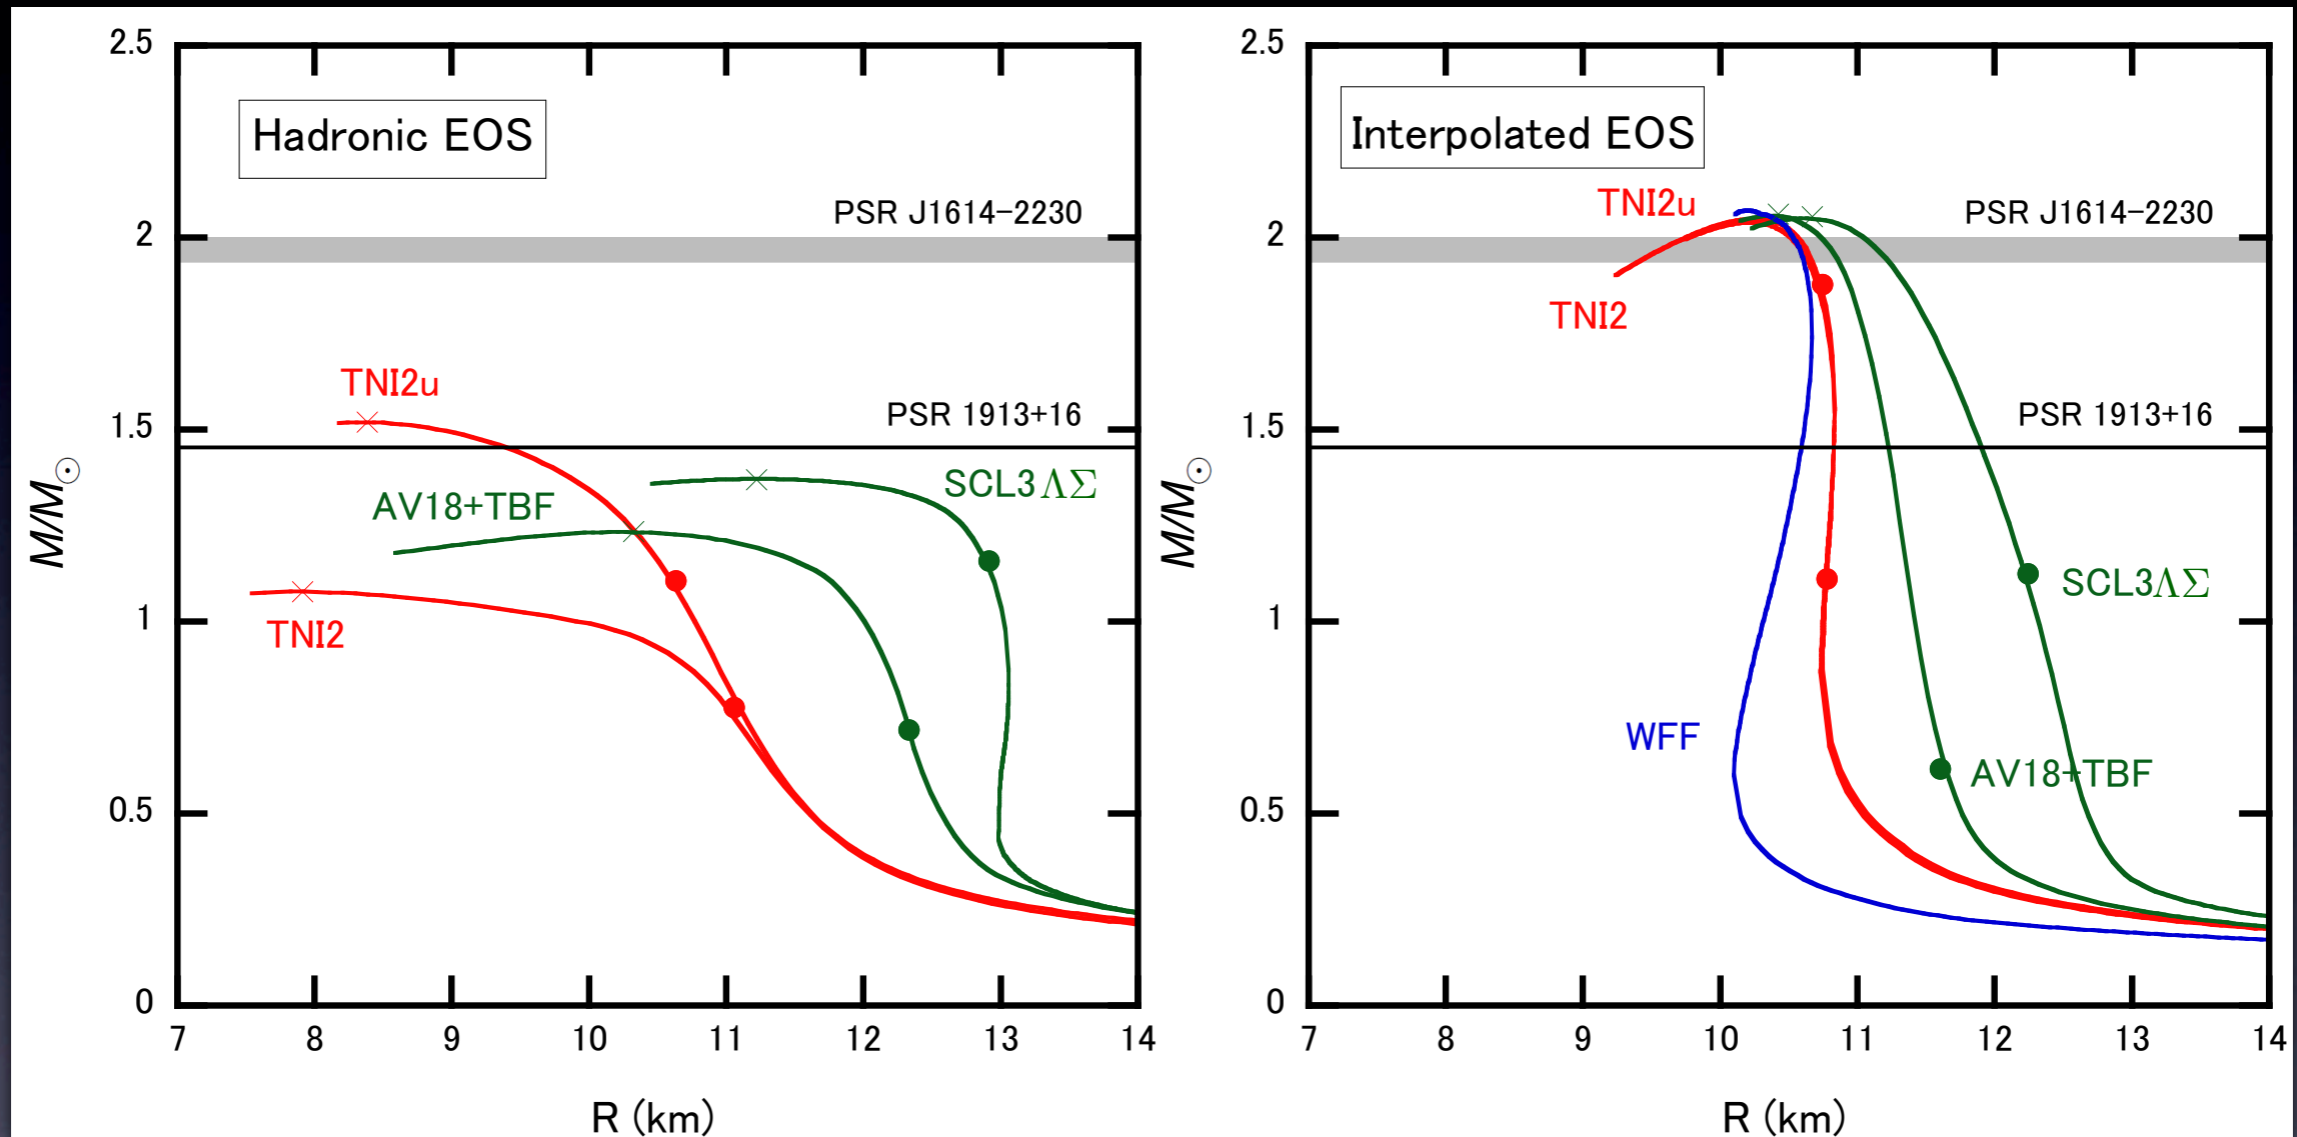 Hadronic EOS
PSR J1614-2230
TNI2u
PSR 1913+16
AV18+TBF
SCL3ΛΣ
TNI2
2.5
2
1.5
1
0.5
0
M/M☉
7 8 9 10 11 12 13 14
R (km)
Interpolated EOS
TNI2u
PSR J1614-2230
TNI2
PSR 1913+16
SCL3ΛΣ
WFF
AV18+TBF
2.5
2
1.5
1
0.5
0
M/M☉
7 8 9 10 11 12 13 14
R (km)